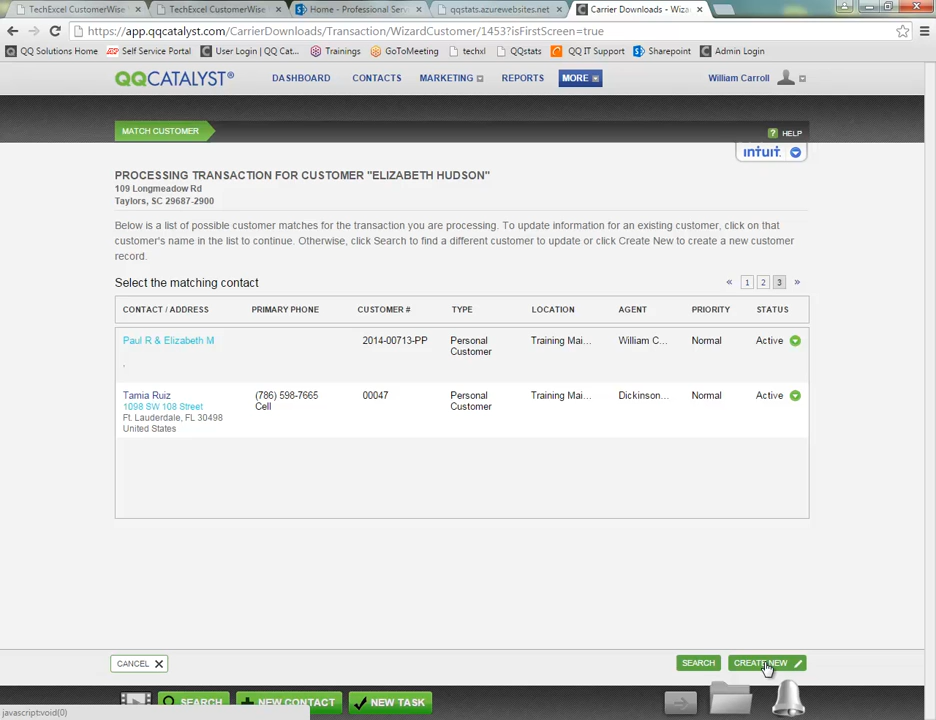 TechExcel CustomerWise
TechExcel CustomerWise
Home - Professional Serv
qqstats.azurewebsites.net
Carrier Downloads - Wiza
https://app.qqcatalyst.com/CarrierDownloads/Transaction/WizardCustomer/1453?isFirstScreen=true
QQ Solutions Home
Self Service Portal
User Login | QQ Cat...
Trainings
GoToMeeting
techxl
QQstats
QQ IT Support
Sharepoint
Admin Login
QQCATALYST®
DASHBOARD CONTACTS MARKETING REPORTS MORE
William Carroll
MATCH CUSTOMER
? HELP
intuit.
PROCESSING TRANSACTION FOR CUSTOMER "ELIZABETH HUDSON"
109 Longmeadow Rd
Taylors, SC 29687-2900
Below is a list of possible customer matches for the transaction you are processing. To update information for an existing customer, click on that
customer's name in the list to continue. Otherwise, click Search to find a different customer to update or click Create New to create a new customer
record.
Select the matching contact
« 1 2 3 »
CONTACT / ADDRESS PRIMARY PHONE CUSTOMER # TYPE LOCATION AGENT PRIORITY STATUS
Paul R & Elizabeth M 2014-00713-PP Personal Customer Training Mai... William C... Normal Active
,
Tamia Ruiz (786) 598-7665 Cell 00047 Personal Customer Training Mai... Dickinson... Normal Active
1098 SW 108 Street
Ft. Lauderdale, FL 30498
United States
CANCEL X
SEARCH
CREATE NEW
SEARCH
NEW CONTACT
NEW TASK
javascript:void(0)